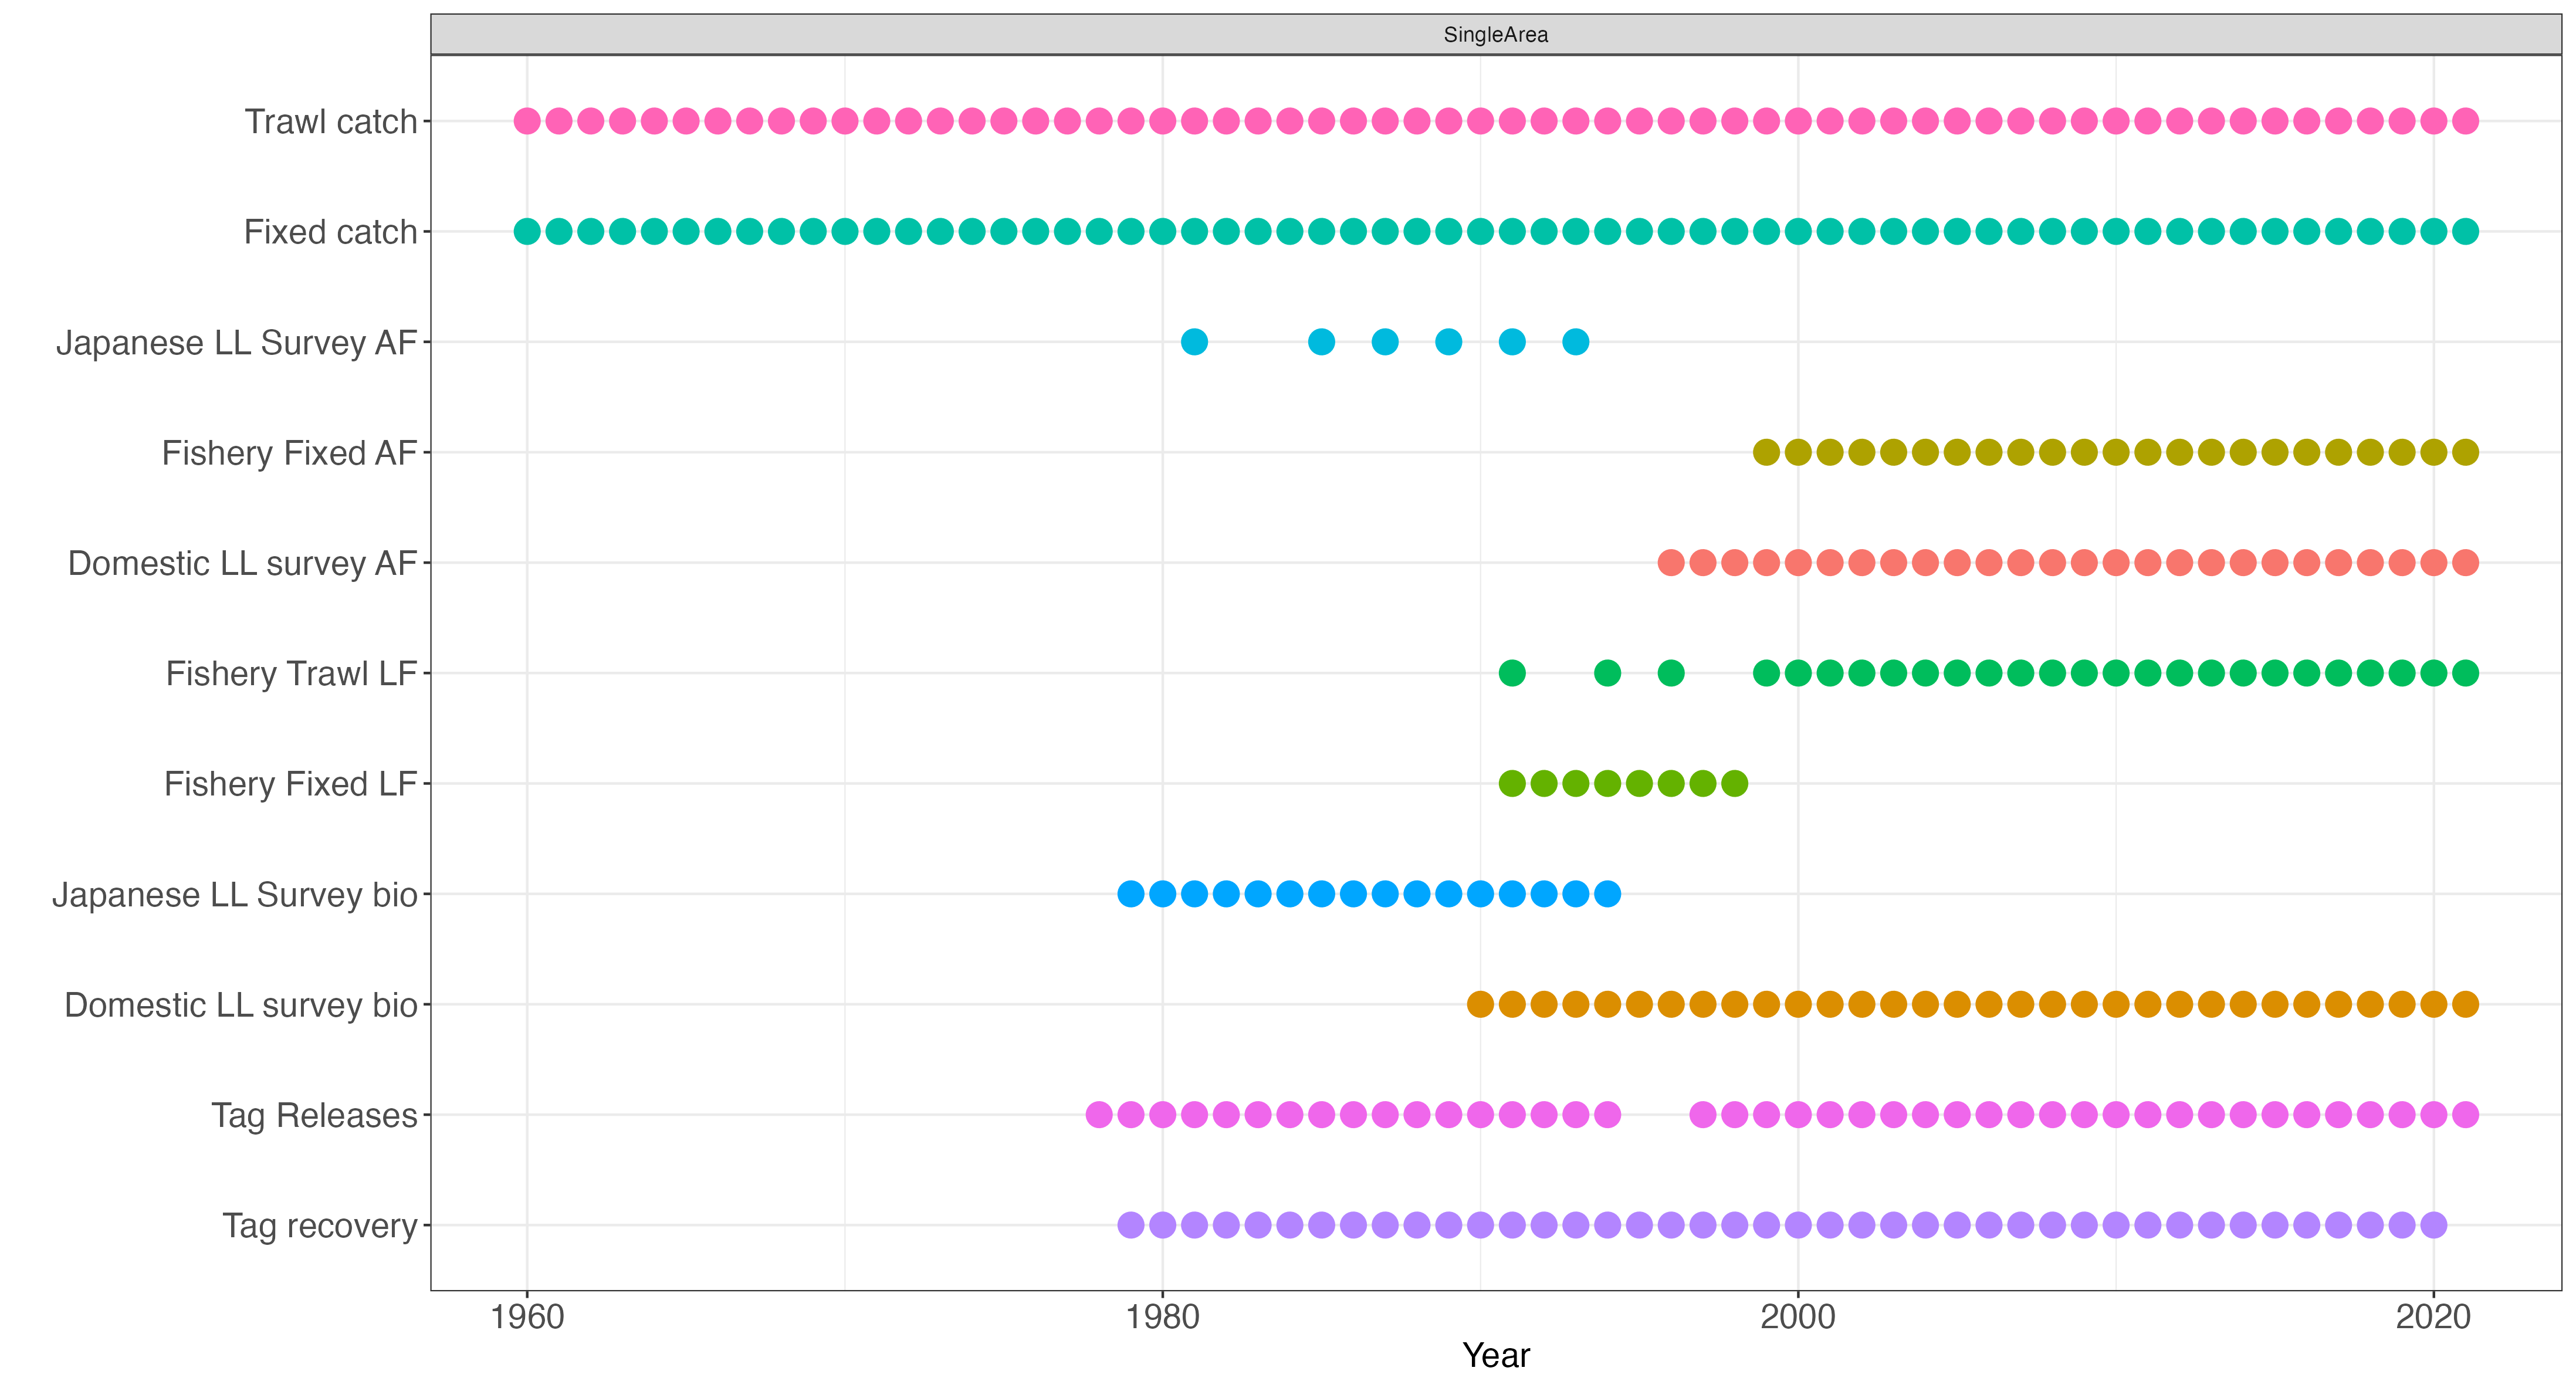 SingleArea
Trawl catch
Fixed catch
Japanese LL Survey AF
Fishery Fixed AF
Domestic LL survey AF
Fishery Trawl LF
Fishery Fixed LF
Japanese LL Survey bio
Domestic LL survey bio
Tag Releases
Tag recovery
1960 1980 2000 2020
Year